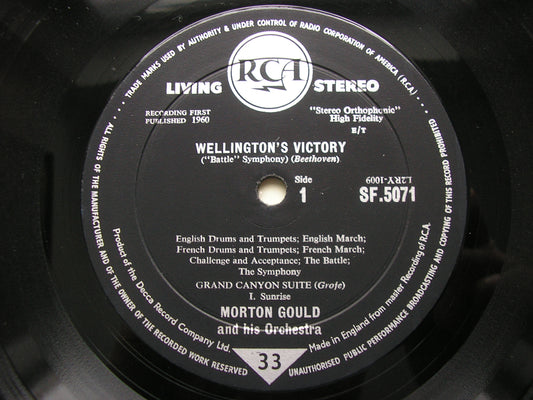 ... TRADE MARKS USED BY AUTHORITY & UNDER CONTROL OF RADIO CORPORATION OF AMERICA (R.C.A.) ...
RCA
LIVING STEREO
RECORDING FIRST
PUBLISHED 1960
"Stereo Orthophonic"
High Fidelity
E/T
WELLINGTON'S VICTORY
("Battle" Symphony) (Beethoven)
Side
1
L2RY-1009
SF.5071
English Drums and Trumpets; English March;
French Drums and Trumpets; French March;
Challenge and Acceptance; The Battle;
The Symphony
GRAND CANYON SUITE (Grofe)
I. Sunrise
MORTON GOULD
and his Orchestra
33
Product of the Decca Record Company Ltd.
Made in England from master Recording of R.C.A.
ALL RIGHTS OF THE MANUFACTURER AND OF THE OWNER OF THE RECORDED WORK RESERVED
UNAUTHORISED PUBLIC PERFORMANCE BROADCASTING AND COPYING OF THIS RECORD PROHIBITED